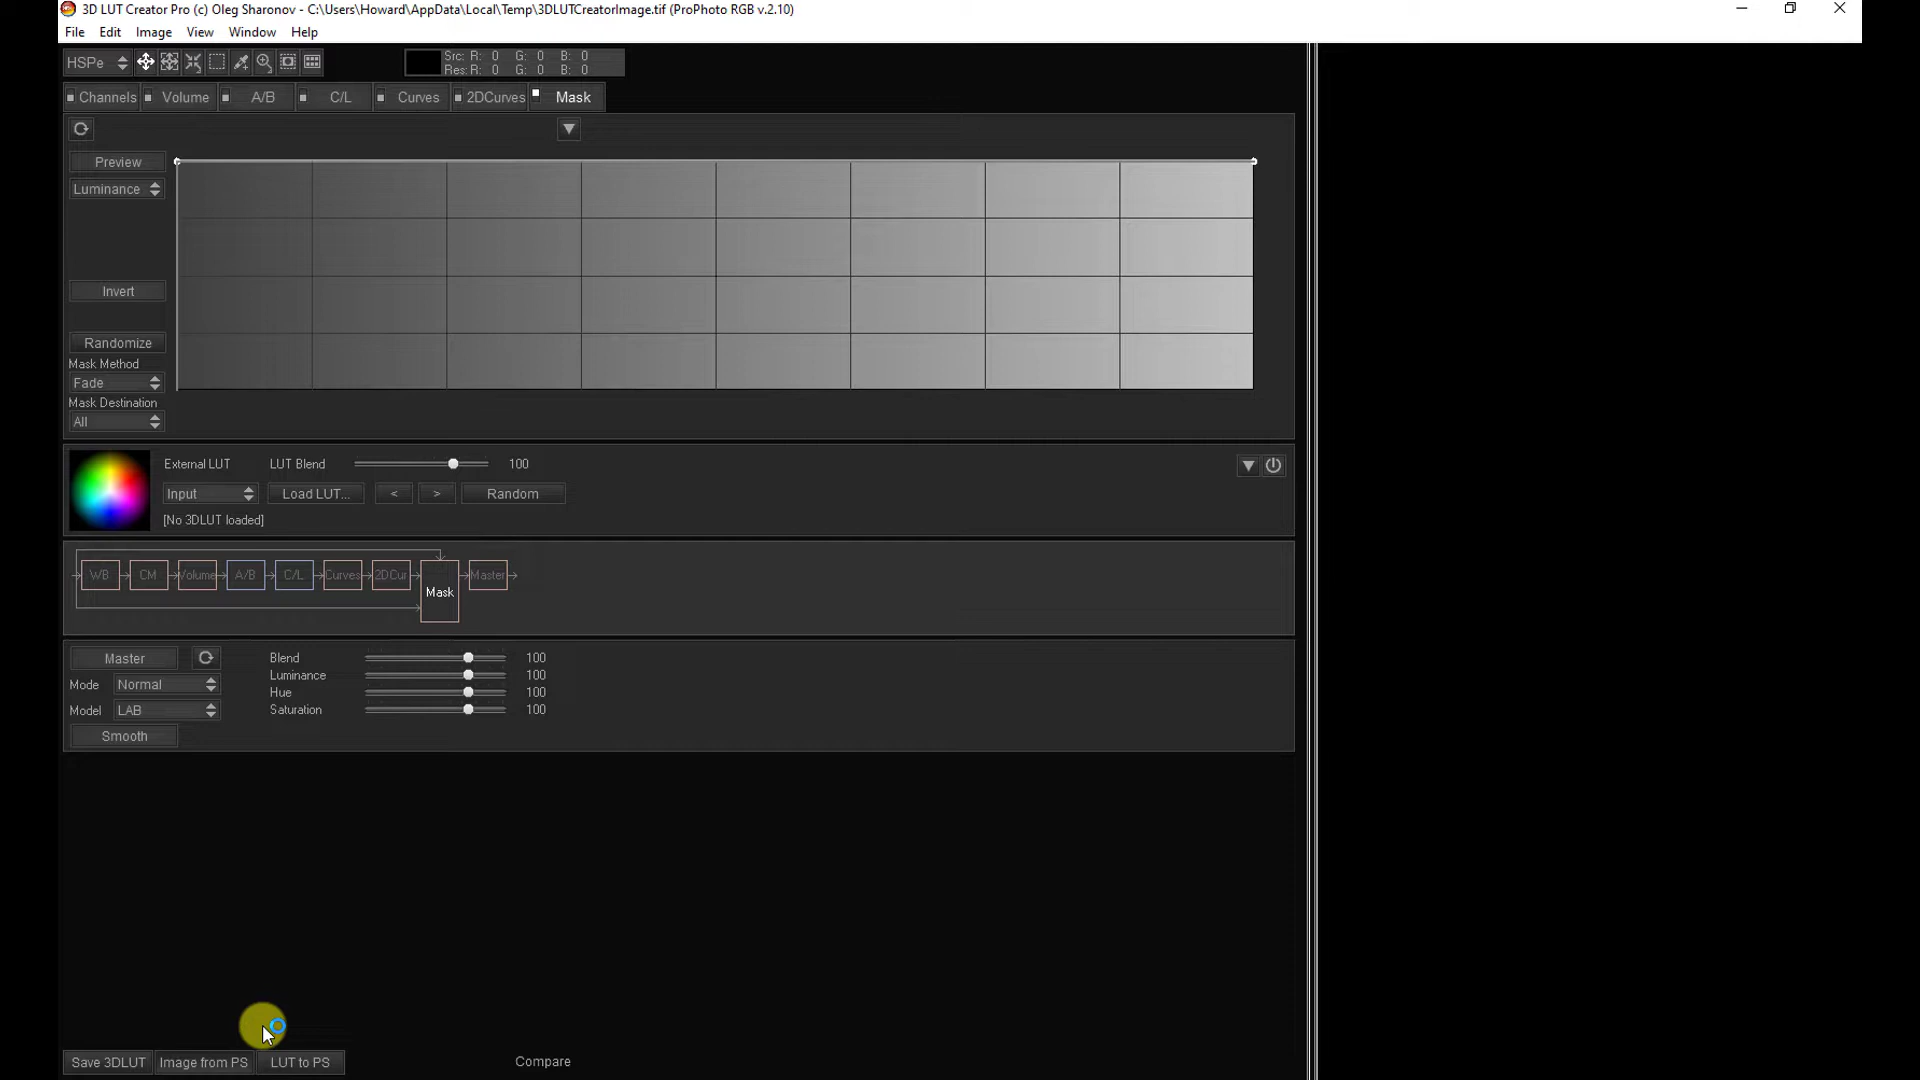 3D LUT Creator Pro (c) Oleg Sharonov - C:\Users\Howard\AppData\Local\Temp\3DLUTCreatorImage.tif (ProPhoto RGB v.2.10)
File Edit Image View Window Help
HSPe Src: R: 0 G: 0 B: 0
Res: R: 0 G: 0 B: 0
Channels Volume A/B C/L Curves 2DCurves Mask
Preview
Luminance
Invert
Randomize
Mask Method
Fade
Mask Destination
All
External LUT LUT Blend 100
Input Load LUT... < > Random
[No 3DLUT loaded]
WB CM Volume A/B C/L Curves 2DCur Master
Mask
Master Blend 100
Luminance 100
Mode Normal Hue 100
Model LAB Saturation 100
Smooth
Save 3DLUT Image from PS LUT to PS Compare